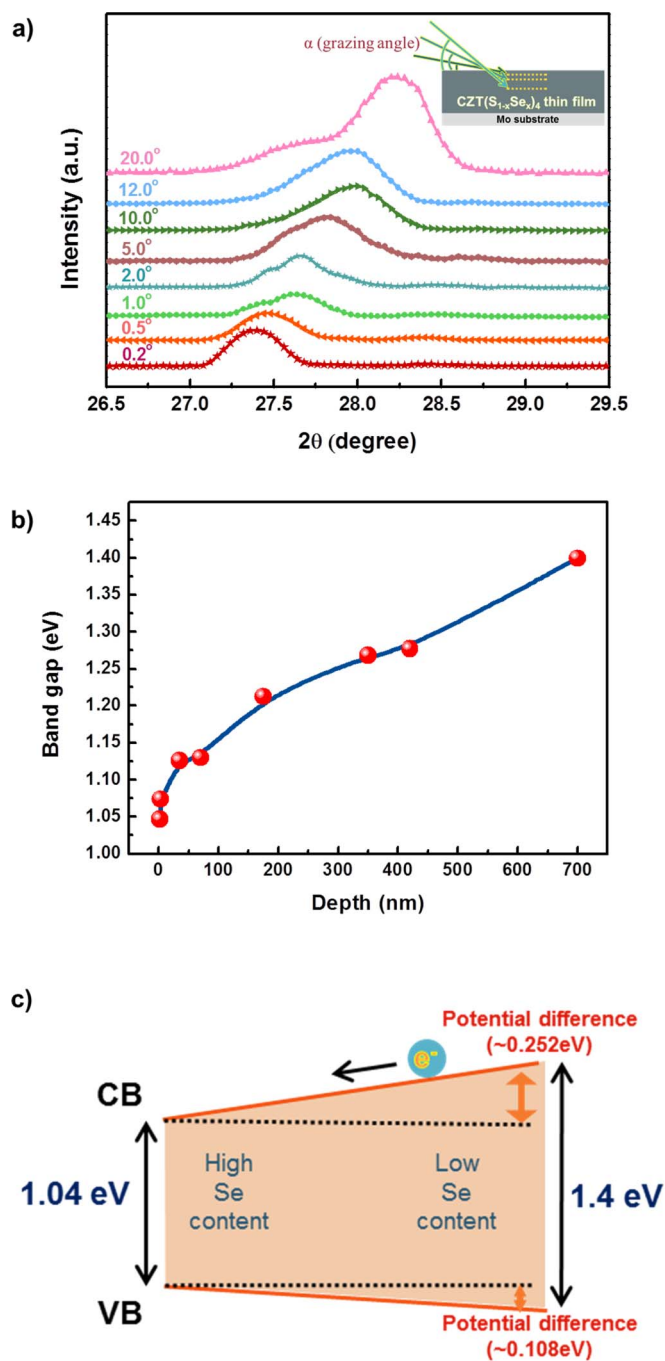 a)
α (grazing angle)
CZT(S₁₋ₓSeₓ)₄ thin film
Mo substrate
20.0°
12.0°
10.0°
5.0°
2.0°
1.0°
0.5°
0.2°
Intensity (a.u.)
26.5 27.0 27.5 28.0 28.5 29.0 29.5
2θ (degree)
b)
1.45
1.40
1.35
1.30
1.25
1.20
1.15
1.10
1.05
1.00
Band gap (eV)
0 100 200 300 400 500 600 700
Depth (nm)
c)
Potential difference
(~0.252eV)
e⁻
CB
1.04 eV
High
Se
content
Low
Se
content
1.4 eV
VB
Potential difference
(~0.108eV)